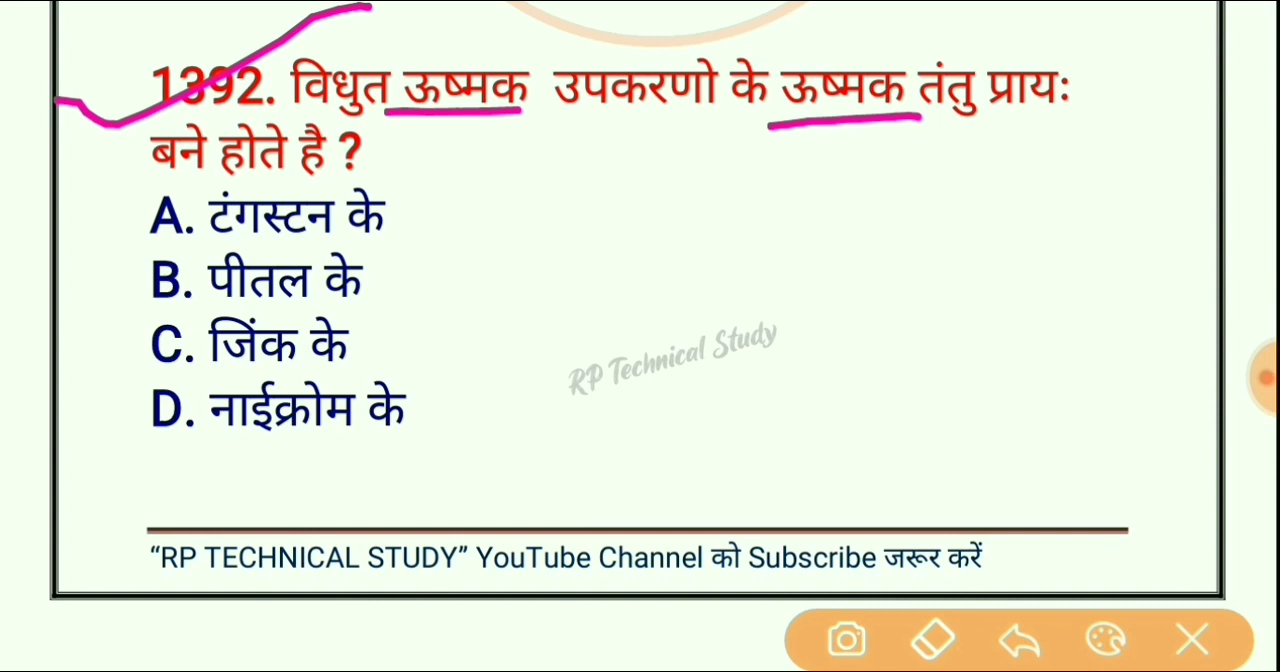 1392. विधुत ऊष्मक उपकरणो के ऊष्मक तंतु प्रायः
बने होते है ?
A. टंगस्टन के
B. पीतल के
C. जिंक के
D. नाईक्रोम के
RP Technical Study
“RP TECHNICAL STUDY” YouTube Channel को Subscribe जरूर करें